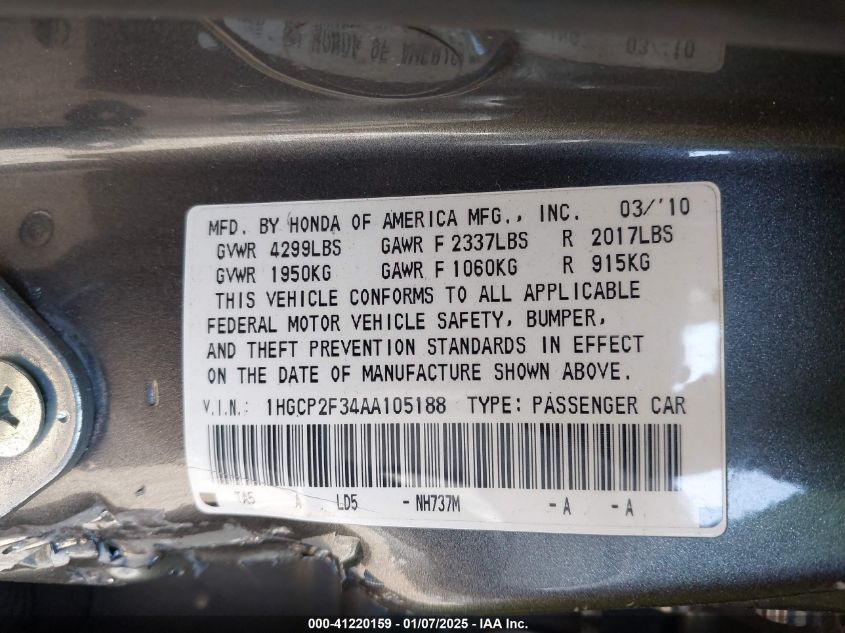 MFD. BY HONDA OF AMERICA MFG., INC. 03/'10
GVWR 4299LBS GAWR F 2337LBS R 2017LBS
GVWR 1950KG GAWR F 1060KG R 915KG
THIS VEHICLE CONFORMS TO ALL APPLICABLE
FEDERAL MOTOR VEHICLE SAFETY, BUMPER,
AND THEFT PREVENTION STANDARDS IN EFFECT
ON THE DATE OF MANUFACTURE SHOWN ABOVE.
V.I.N.: 1HGCP2F34AA105188 TYPE: PASSENGER CAR
A LD5 - NH737M - A - A
000-41220159 - 01/07/2025 - IAA Inc.